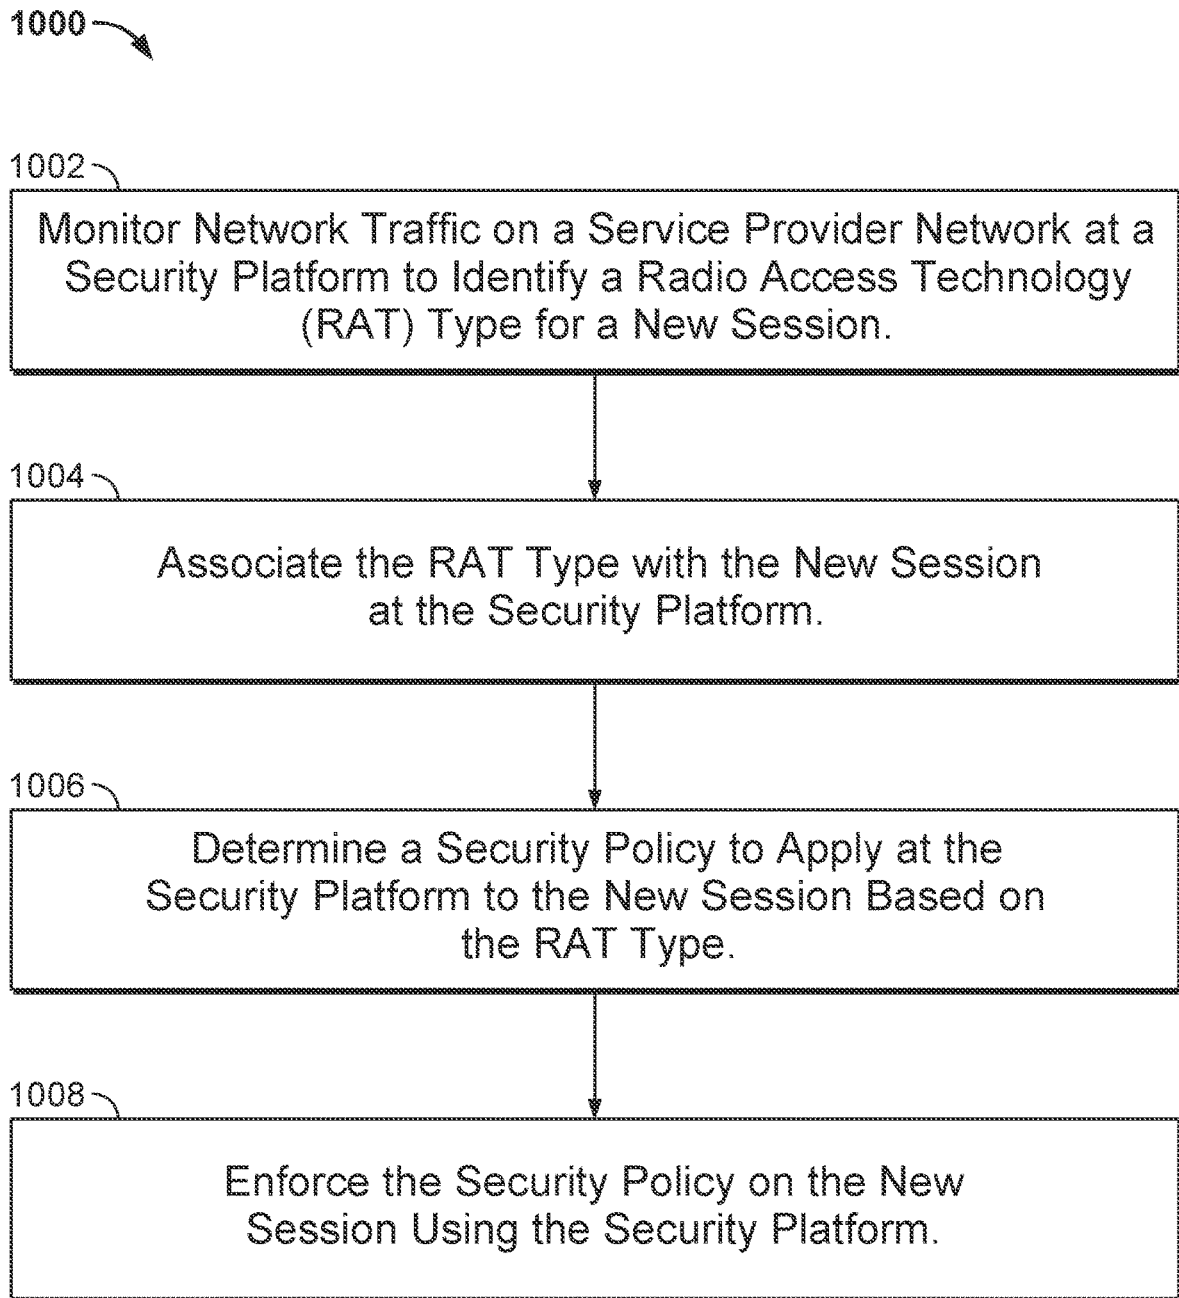 1000
1002
Monitor Network Traffic on a Service Provider Network at a
Security Platform to Identify a Radio Access Technology
(RAT) Type for a New Session.
1004
Associate the RAT Type with the New Session
at the Security Platform.
1006
Determine a Security Policy to Apply at the
Security Platform to the New Session Based on
the RAT Type.
1008
Enforce the Security Policy on the New
Session Using the Security Platform.